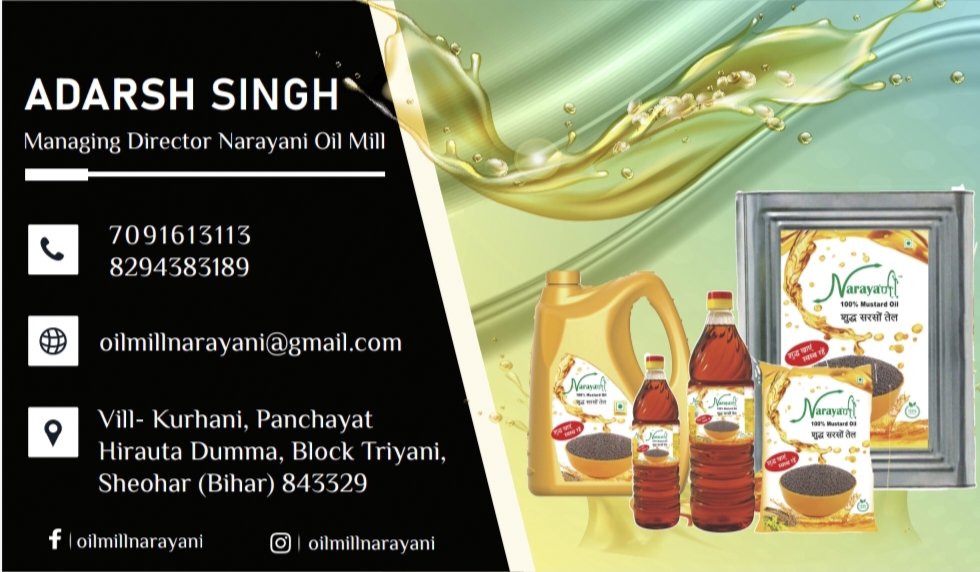 ADARSH SINGH
Managing Director Narayani Oil Mill
7091613113
8294383189
oilmillnarayani@gmail.com
Vill- Kurhani, Panchayat
Hirauta Dumma, Block Triyani,
Sheohar (Bihar) 843329
f | oilmillnarayani
| oilmillnarayani
Narayaणी
100% Mustard Oil
शुद्ध सरसों तेल
शुद्ध खाएं
स्वस्थ रहें
Narayaणी
100% Mustard Oil
शुद्ध सरसों तेल
Narayaणी
Narayaणी
Narayaणी
100% Mustard Oil
शुद्ध सरसों तेल